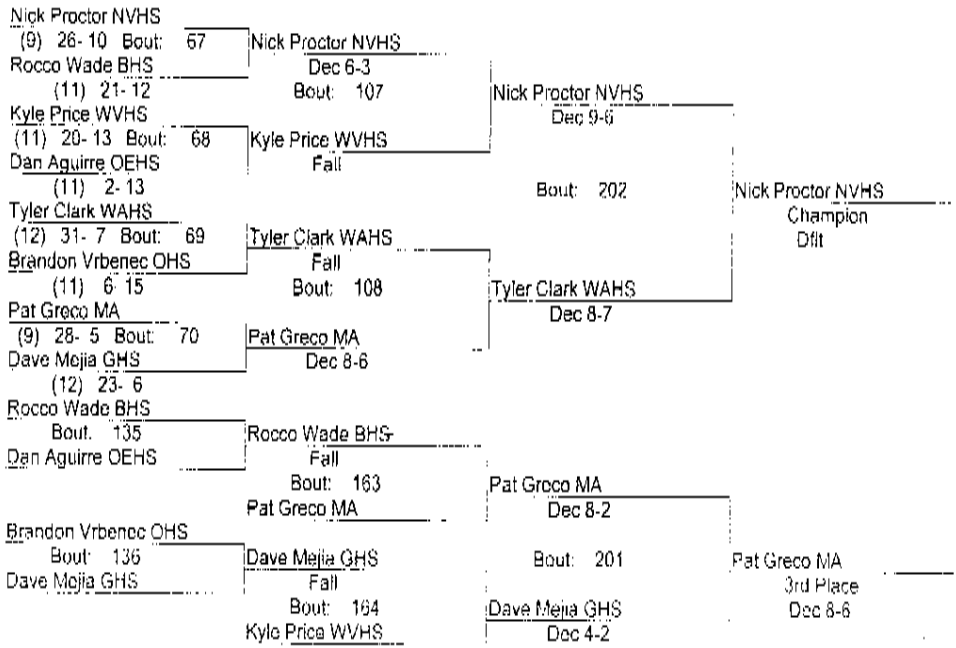 Nick Proctor NVHS
(9) 26- 10 Bout: 67
Rocco Wade BHS
(11) 21- 12
Kyle Price WVHS
(11) 20- 13 Bout: 68
Dan Aguirre OEHS
(11) 2- 13
Tyler Clark WAHS
(12) 31- 7 Bout: 69
Brandon Vrbenec OHS
(11) 6- 15
Pat Greco MA
(9) 28- 5 Bout: 70
Dave Mejia GHS
(12) 23- 6
Nick Proctor NVHS
Dec 6-3
Bout: 107
Kyle Price WVHS
Fall
Tyler Clark WAHS
Fall
Bout: 108
Pat Greco MA
Dec 8-6
Nick Proctor NVHS
Dec 9-6
Bout: 202
Tyler Clark WAHS
Dec 8-7
Nick Proctor NVHS
Champion
Dflt
Rocco Wade BHS
Bout: 135
Dan Aguirre OEHS
Brandon Vrbenec OHS
Bout: 136
Dave Mejia GHS
Rocco Wade BHS
Fall
Bout: 163
Pat Greco MA
Dave Mejia GHS
Fall
Bout: 164
Kyle Price WVHS
Pat Greco MA
Dec 8-2
Bout: 201
Dave Mejia GHS
Dec 4-2
Pat Greco MA
3rd Place
Dec 8-6